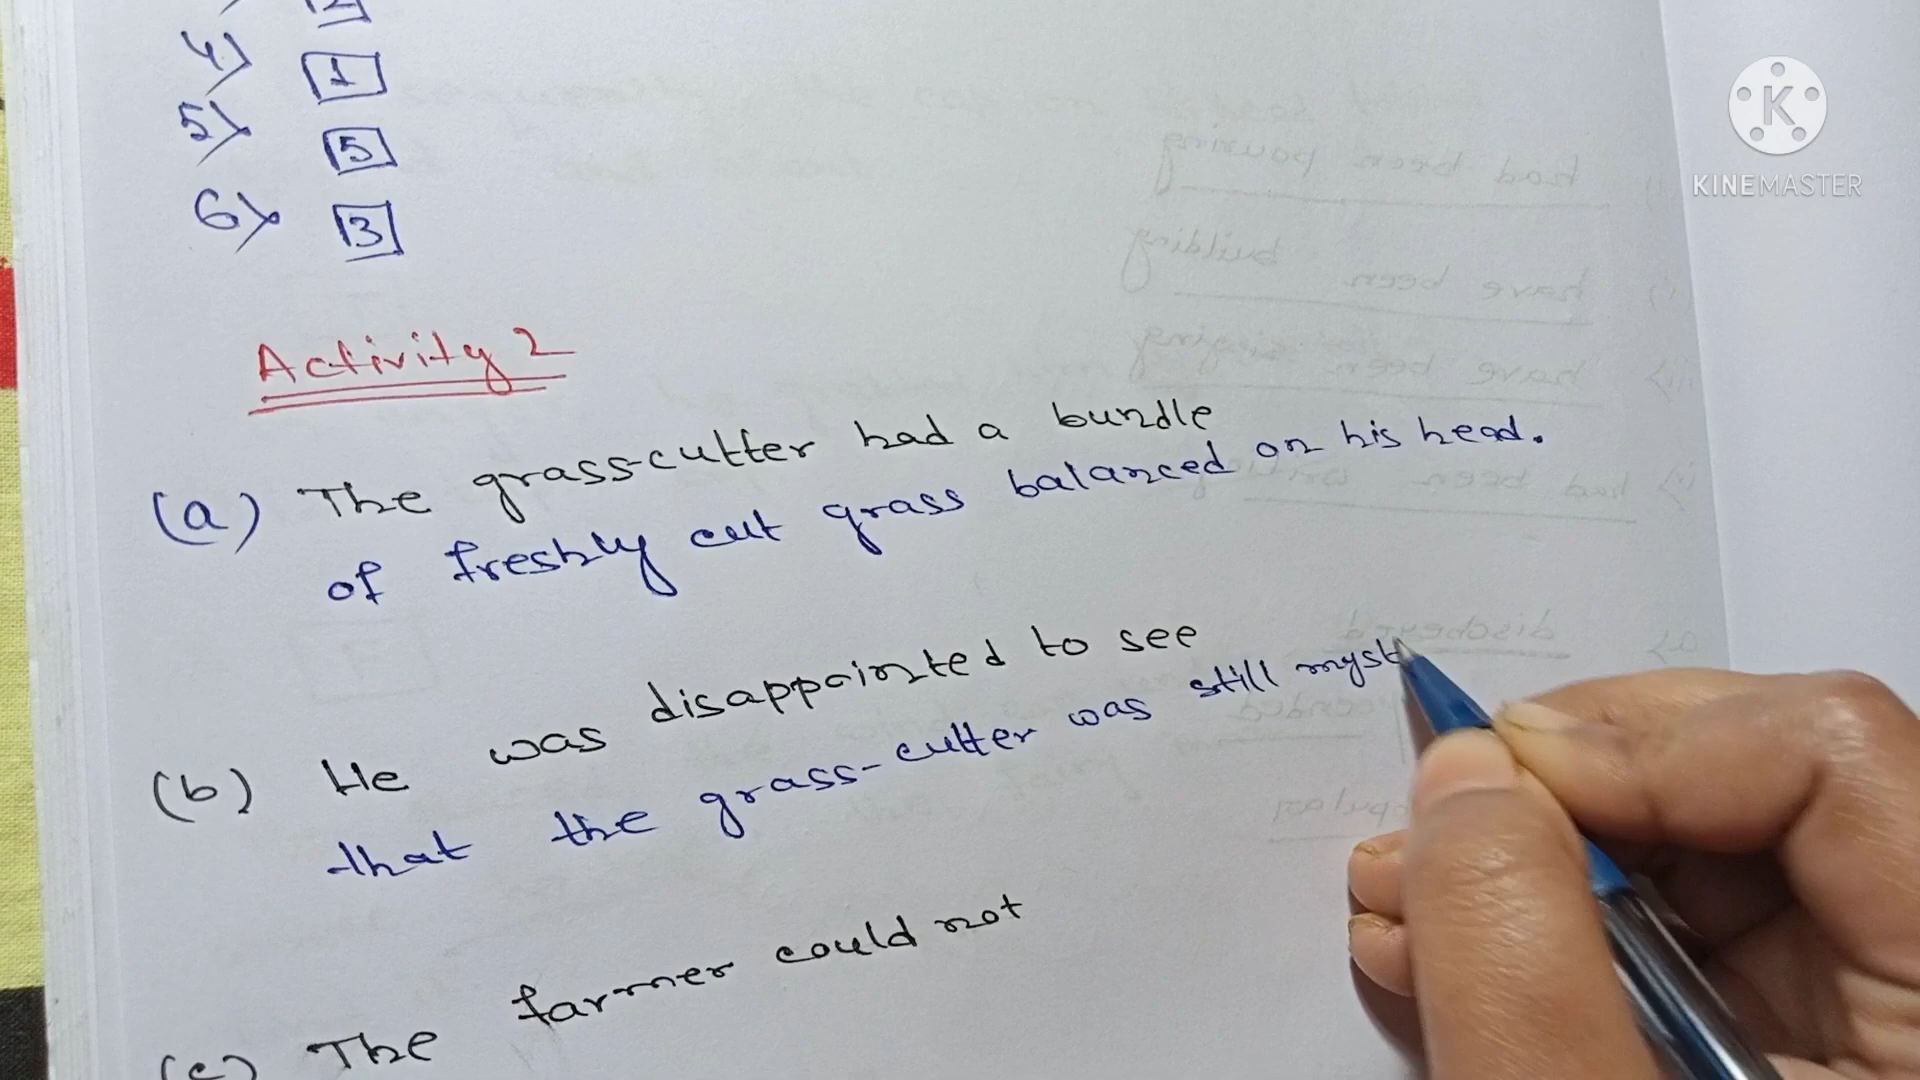 4) 1
5) 5
6) 3
KINEMASTER
Activity 2
(a) The grass-cutter had a bundle
of freshly cut grass balanced on his head.
(b) He was disappointed to see
that the grass-cutter was still myst
(c) The farmer could not